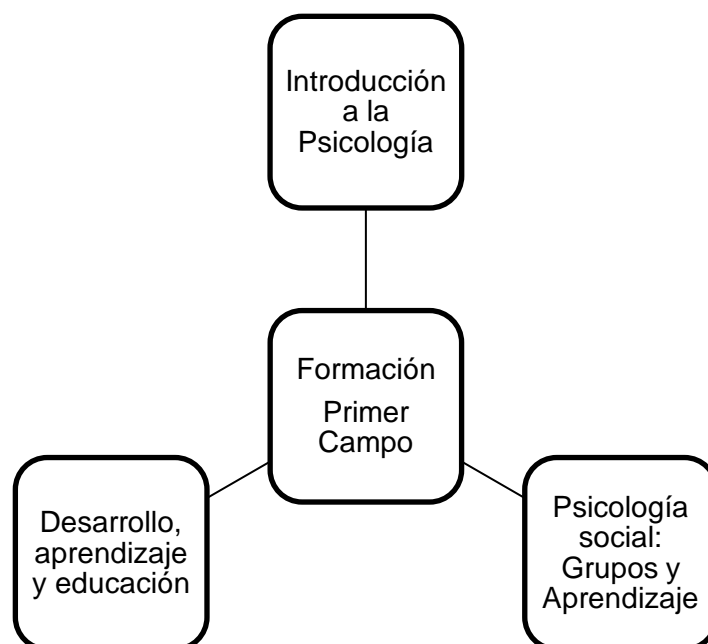 Introducción
a la
Psicología
Formación
Primer
Campo
Desarrollo,
aprendizaje
y educación
Psicología
social:
Grupos y
Aprendizaje